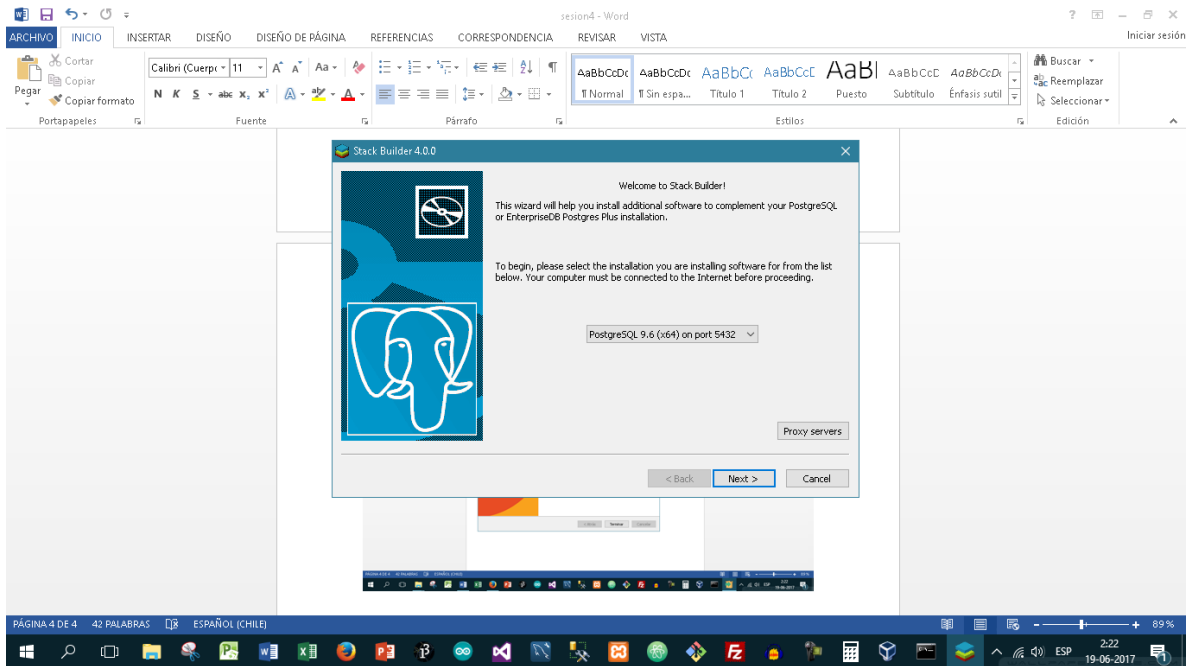 sesion4 - Word
ARCHIVO INICIO INSERTAR DISEÑO DISEÑO DE PÁGINA REFERENCIAS CORRESPONDENCIA REVISAR VISTA
Iniciar sesión
Pegar
Cortar
Copiar
Copiar formato
Portapapeles
Calibri (Cuerpo 11
N K S abc x₂ x²
Fuente
Párrafo
AaBbCcDc AaBbCcDc AaBbCc AaBbCcD AaBl AaBbCcD AaBbCcDc
¶ Normal ¶ Sin espa... Título 1 Título 2 Puesto Subtítulo Énfasis sutil
Estilos
Buscar
Reemplazar
Seleccionar
Edición
Stack Builder 4.0.0
Welcome to Stack Builder!
This wizard will help you install additional software to complement your PostgreSQL
or EnterpriseDB Postgres Plus installation.
To begin, please select the installation you are installing software for from the list
below. Your computer must be connected to the Internet before proceeding.
PostgreSQL 9.6 (x64) on port 5432
Proxy servers
< Back Next > Cancel
PÁGINA 4 DE 4 42 PALABRAS ESPAÑOL (CHILE)
89%
ESP
2:22
19-06-2017